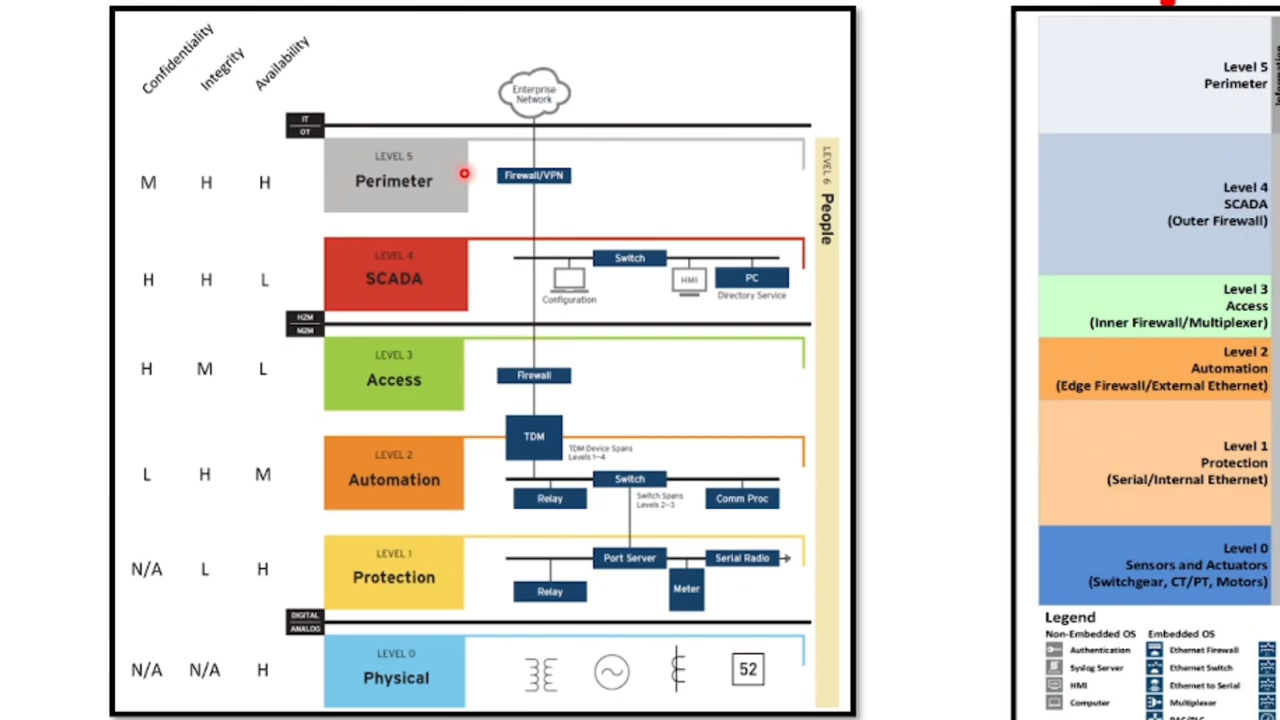 Confidentiality
Integrity
Availability
Enterprise
Network
IT
OT
LEVEL 5
Perimeter
Firewall/VPN
M H H
LEVEL 6
People
LEVEL 4
SCADA
Switch
HMI
PC
Configuration
Directory Service
H H L
H2M
M2M
LEVEL 3
Access
Firewall
H M L
TDM
TDM Device Spans
Levels 1–4
LEVEL 2
Automation
Switch
Relay
Switch Spans
Levels 2–3
Comm Proc
L H M
LEVEL 1
Protection
Port Server
Serial Radio
Relay
Meter
N/A L H
DIGITAL
ANALOG
LEVEL 0
Physical
52
N/A N/A H
Level 5
Perimeter
Level 4
SCADA
(Outer Firewall)
Level 3
Access
(Inner Firewall/Multiplexer)
Level 2
Automation
(Edge Firewall/External Ethernet)
Level 1
Protection
(Serial/Internal Ethernet)
Level 0
Sensors and Actuators
(Switchgear, CT/PT, Motors)
Legend
Non-Embedded OS
Embedded OS
Authentication
Ethernet Firewall
Syslog Server
Ethernet Switch
HMI
Ethernet to Serial
Computer
Multiplexer